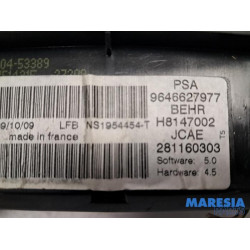 04-53389
PSA
9646627977
BEHR
9/10/09 LFB NS1954454-T H8147002
...made in france JCAE T5
281160303
Software: 5.0
Hardware: 4.5
MARESIA